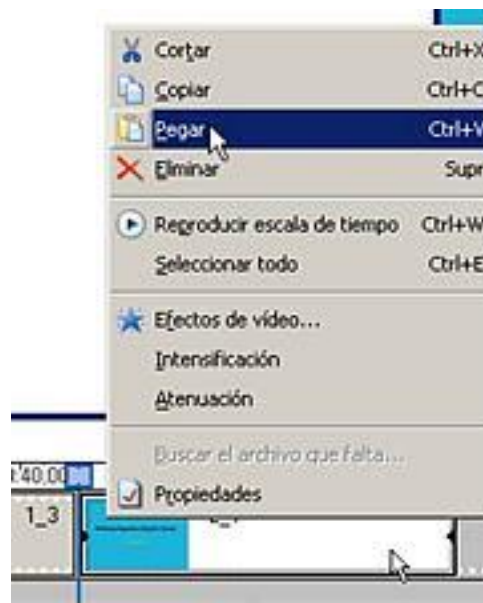 Cortar Ctrl+X
Copiar Ctrl+C
Pegar Ctrl+V
Eliminar Supr
Reproducir escala de tiempo Ctrl+W
Seleccionar todo Ctrl+E
Efectos de vídeo...
Intensificación
Atenuación
Buscar el archivo que falta...
Propiedades
1_3